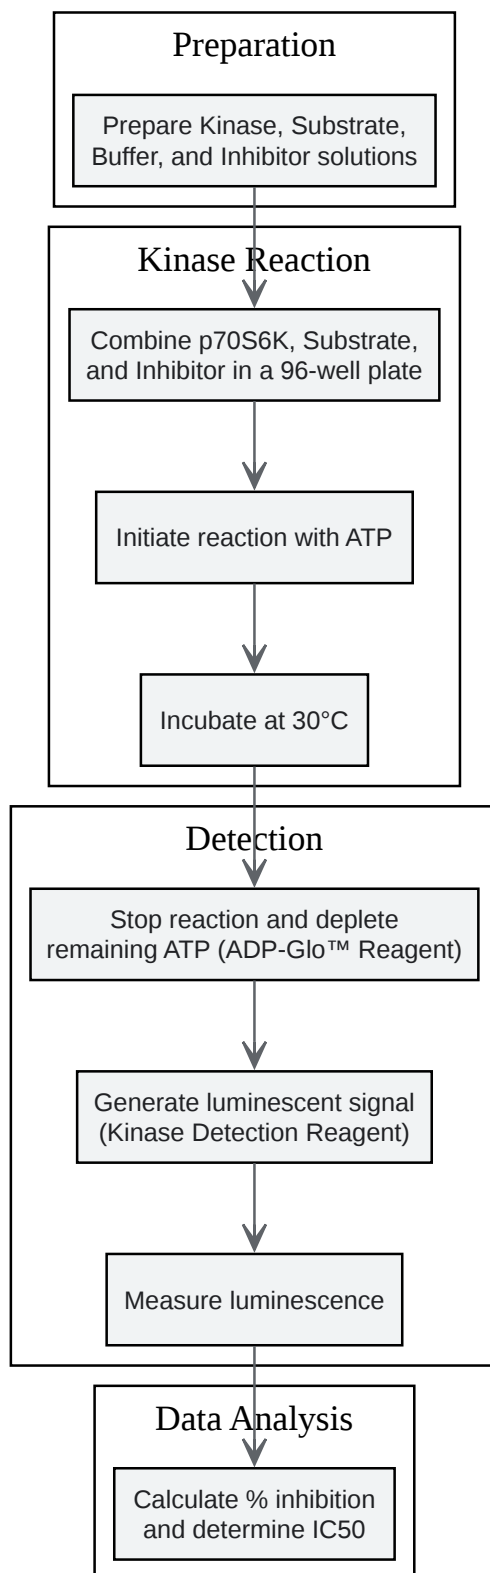 Preparation
Prepare Kinase, Substrate,
Buffer, and Inhibitor solutions
Kinase Reaction
Combine p70S6K, Substrate,
and Inhibitor in a 96-well plate
Initiate reaction with ATP
Incubate at 30°C
Detection
Stop reaction and deplete
remaining ATP (ADP-Glo™ Reagent)
Generate luminescent signal
(Kinase Detection Reagent)
Measure luminescence
Data Analysis
Calculate % inhibition
and determine IC50